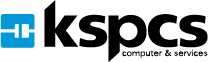 kspcs
computer & services